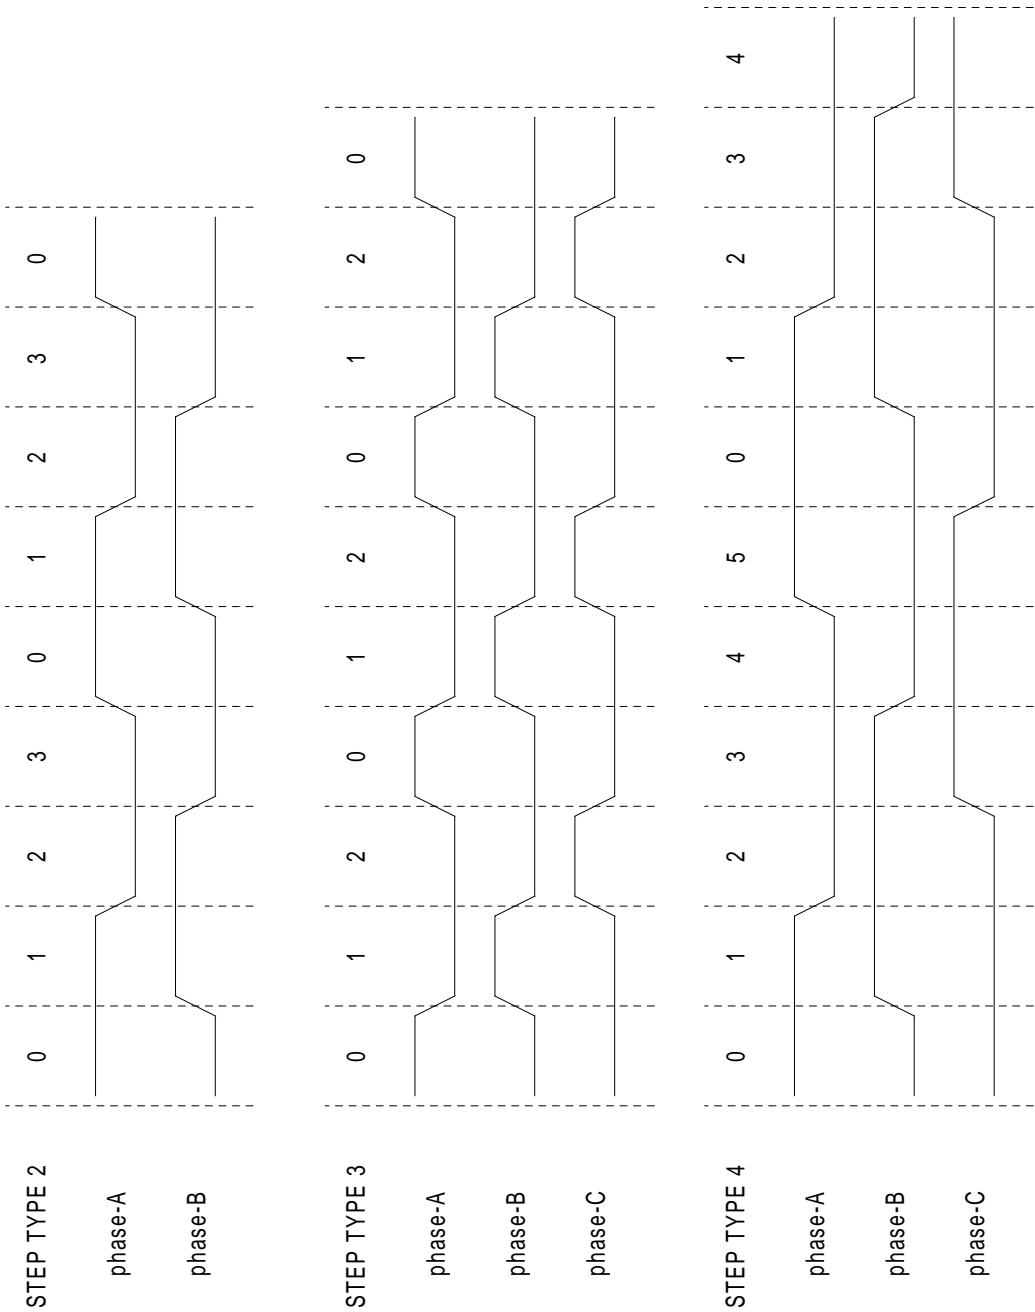 STEP TYPE 2 0 1 2 3 0 1 2 3 0
phase-A
phase-B
STEP TYPE 3 0 1 2 0 1 2 0 1 2 0
phase-A
phase-B
phase-C
STEP TYPE 4 0 1 2 3 4 5 0 1 2 3 4
phase-A
phase-B
phase-C